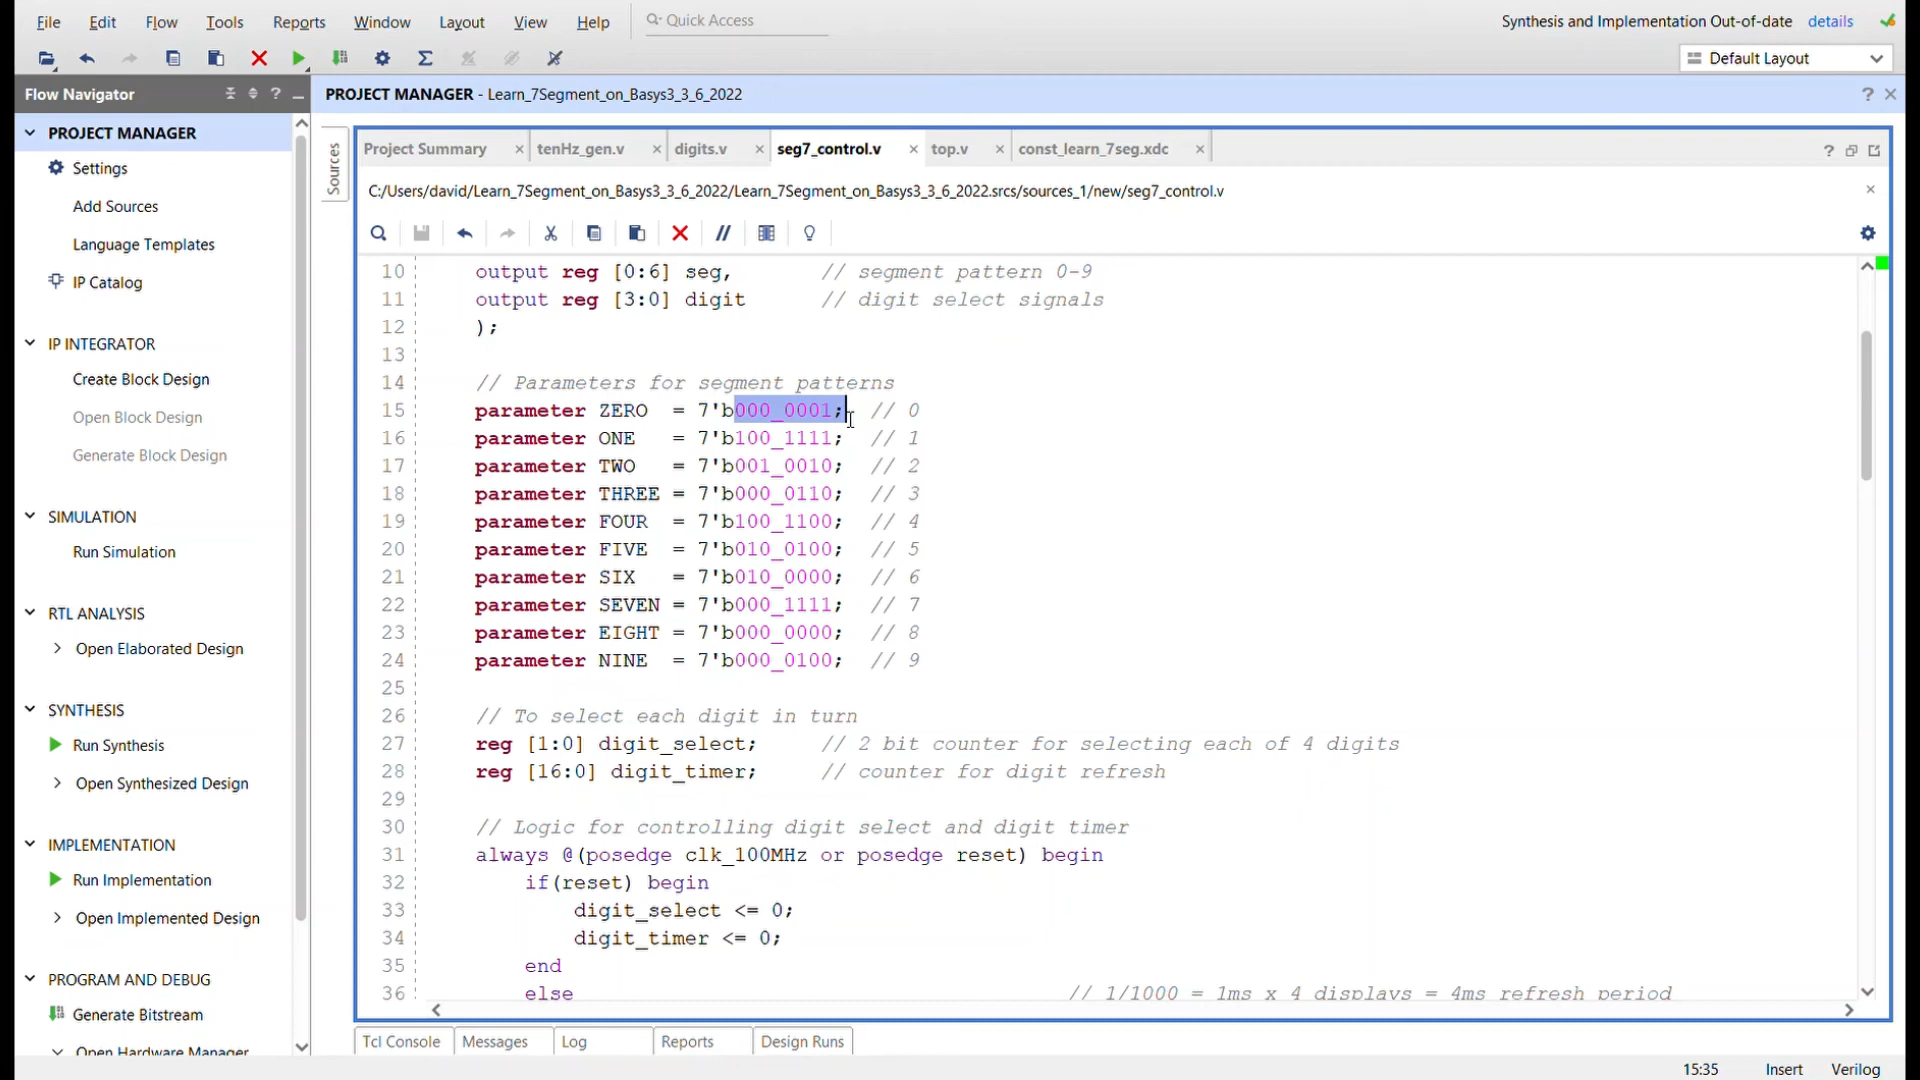 File Edit Flow Tools Reports Window Layout View Help Quick Access Synthesis and Implementation Out-of-date details
Default Layout
Flow Navigator
PROJECT MANAGER - Learn_7Segment_on_Basys3_3_6_2022
PROJECT MANAGER
Settings
Add Sources
Language Templates
IP Catalog
IP INTEGRATOR
Create Block Design
Open Block Design
Generate Block Design
SIMULATION
Run Simulation
RTL ANALYSIS
Open Elaborated Design
SYNTHESIS
Run Synthesis
Open Synthesized Design
IMPLEMENTATION
Run Implementation
Open Implemented Design
PROGRAM AND DEBUG
Generate Bitstream
Open Hardware Manager
Sources
Project Summary tenHz_gen.v digits.v seg7_control.v top.v const_learn_7seg.xdc
C:/Users/david/Learn_7Segment_on_Basys3_3_6_2022/Learn_7Segment_on_Basys3_3_6_2022.srcs/sources_1/new/seg7_control.v
10 output reg [0:6] seg, // segment pattern 0-9
11 output reg [3:0] digit // digit select signals
12 );
13
14 // Parameters for segment patterns
15 parameter ZERO = 7'b000_0001; // 0
16 parameter ONE = 7'b100_1111; // 1
17 parameter TWO = 7'b001_0010; // 2
18 parameter THREE = 7'b000_0110; // 3
19 parameter FOUR = 7'b100_1100; // 4
20 parameter FIVE = 7'b010_0100; // 5
21 parameter SIX = 7'b010_0000; // 6
22 parameter SEVEN = 7'b000_1111; // 7
23 parameter EIGHT = 7'b000_0000; // 8
24 parameter NINE = 7'b000_0100; // 9
25
26 // To select each digit in turn
27 reg [1:0] digit_select; // 2 bit counter for selecting each of 4 digits
28 reg [16:0] digit_timer; // counter for digit refresh
29
30 // Logic for controlling digit select and digit timer
31 always @(posedge clk_100MHz or posedge reset) begin
32 if(reset) begin
33 digit_select <= 0;
34 digit_timer <= 0;
35 end
36 else // 1/1000 = 1ms x 4 displays = 4ms refresh period
Tcl Console Messages Log Reports Design Runs
15:35 Insert Verilog